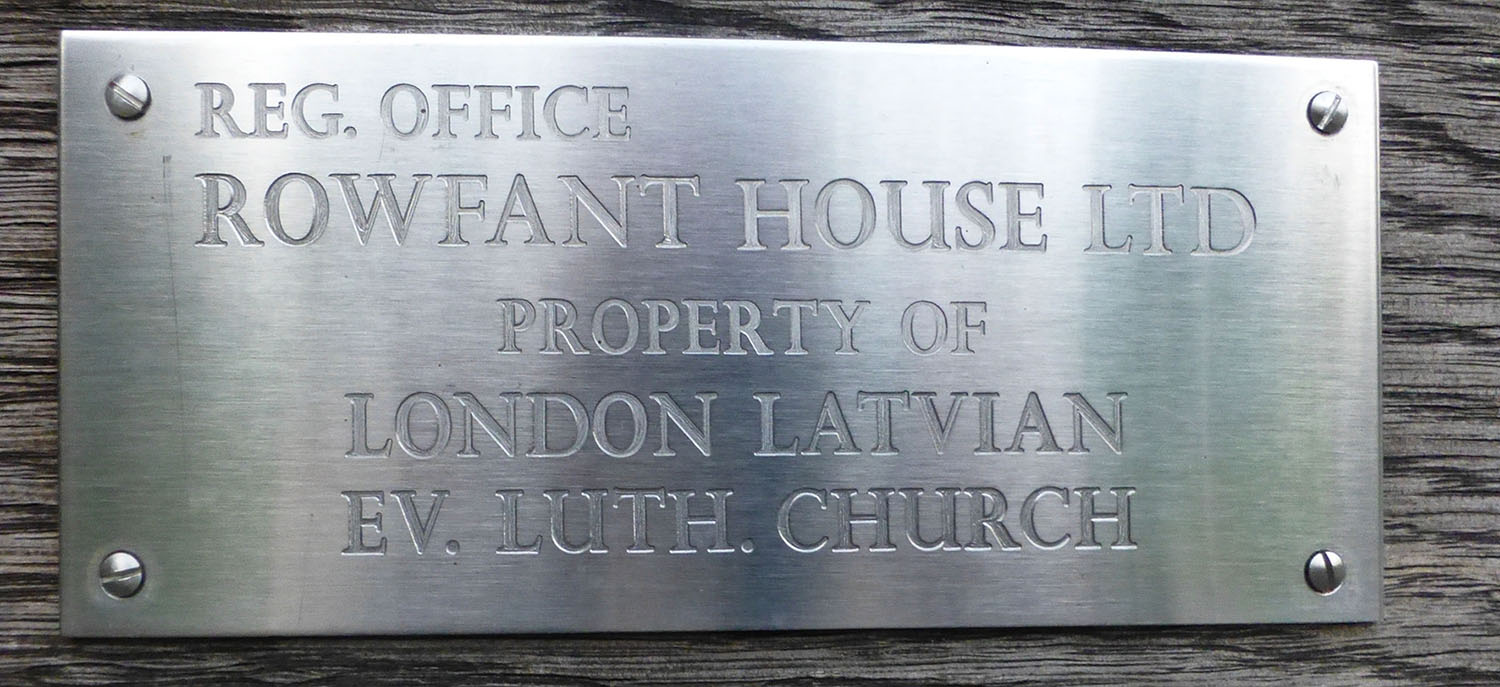 REG. OFFICE
ROWFANT HOUSE LTD
PROPERTY OF
LONDON LATVIAN
EV. LUTH. CHURCH